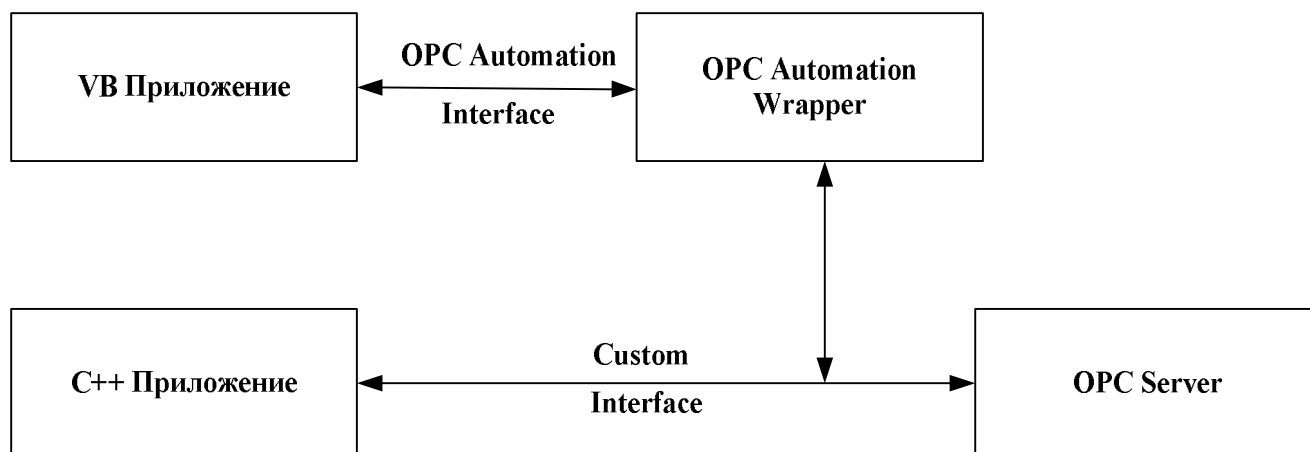 VB Приложение
OPC Automation
Interface
OPC Automation
Wrapper
C++ Приложение
Custom
Interface
OPC Server